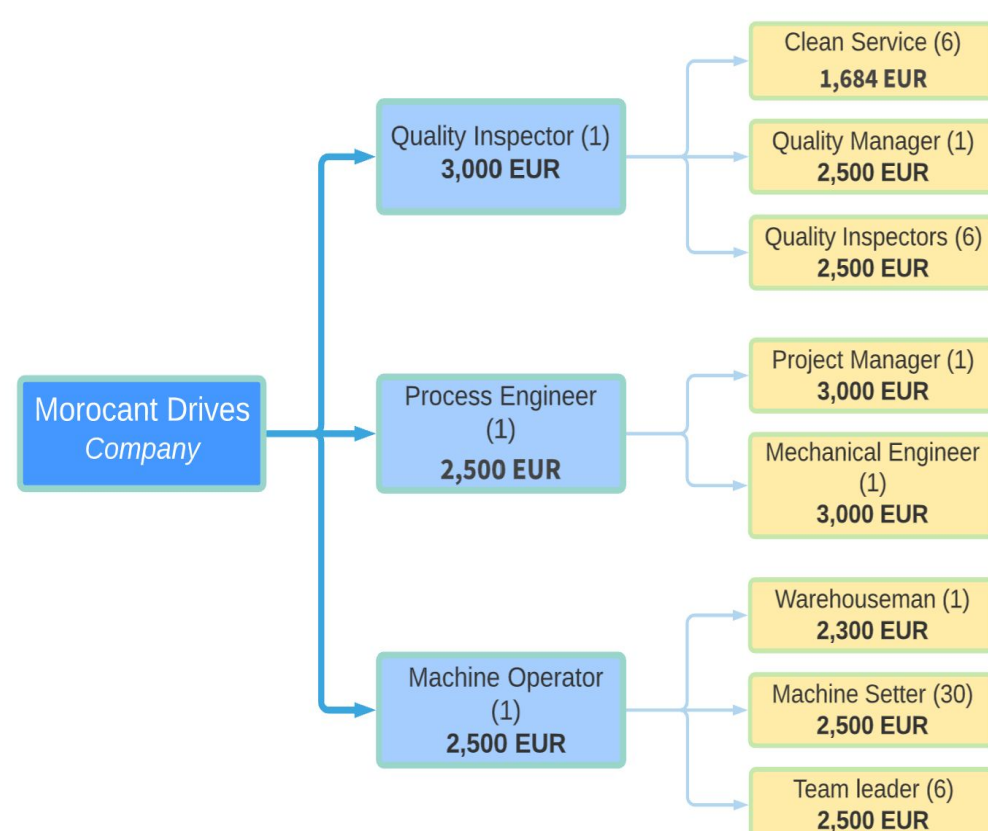 Morocant Drives
Company
Quality Inspector (1)
3,000 EUR
Clean Service (6)
1,684 EUR
Quality Manager (1)
2,500 EUR
Quality Inspectors (6)
2,500 EUR
Process Engineer
(1)
2,500 EUR
Project Manager (1)
3,000 EUR
Mechanical Engineer
(1)
3,000 EUR
Machine Operator
(1)
2,500 EUR
Warehouseman (1)
2,300 EUR
Machine Setter (30)
2,500 EUR
Team leader (6)
2,500 EUR